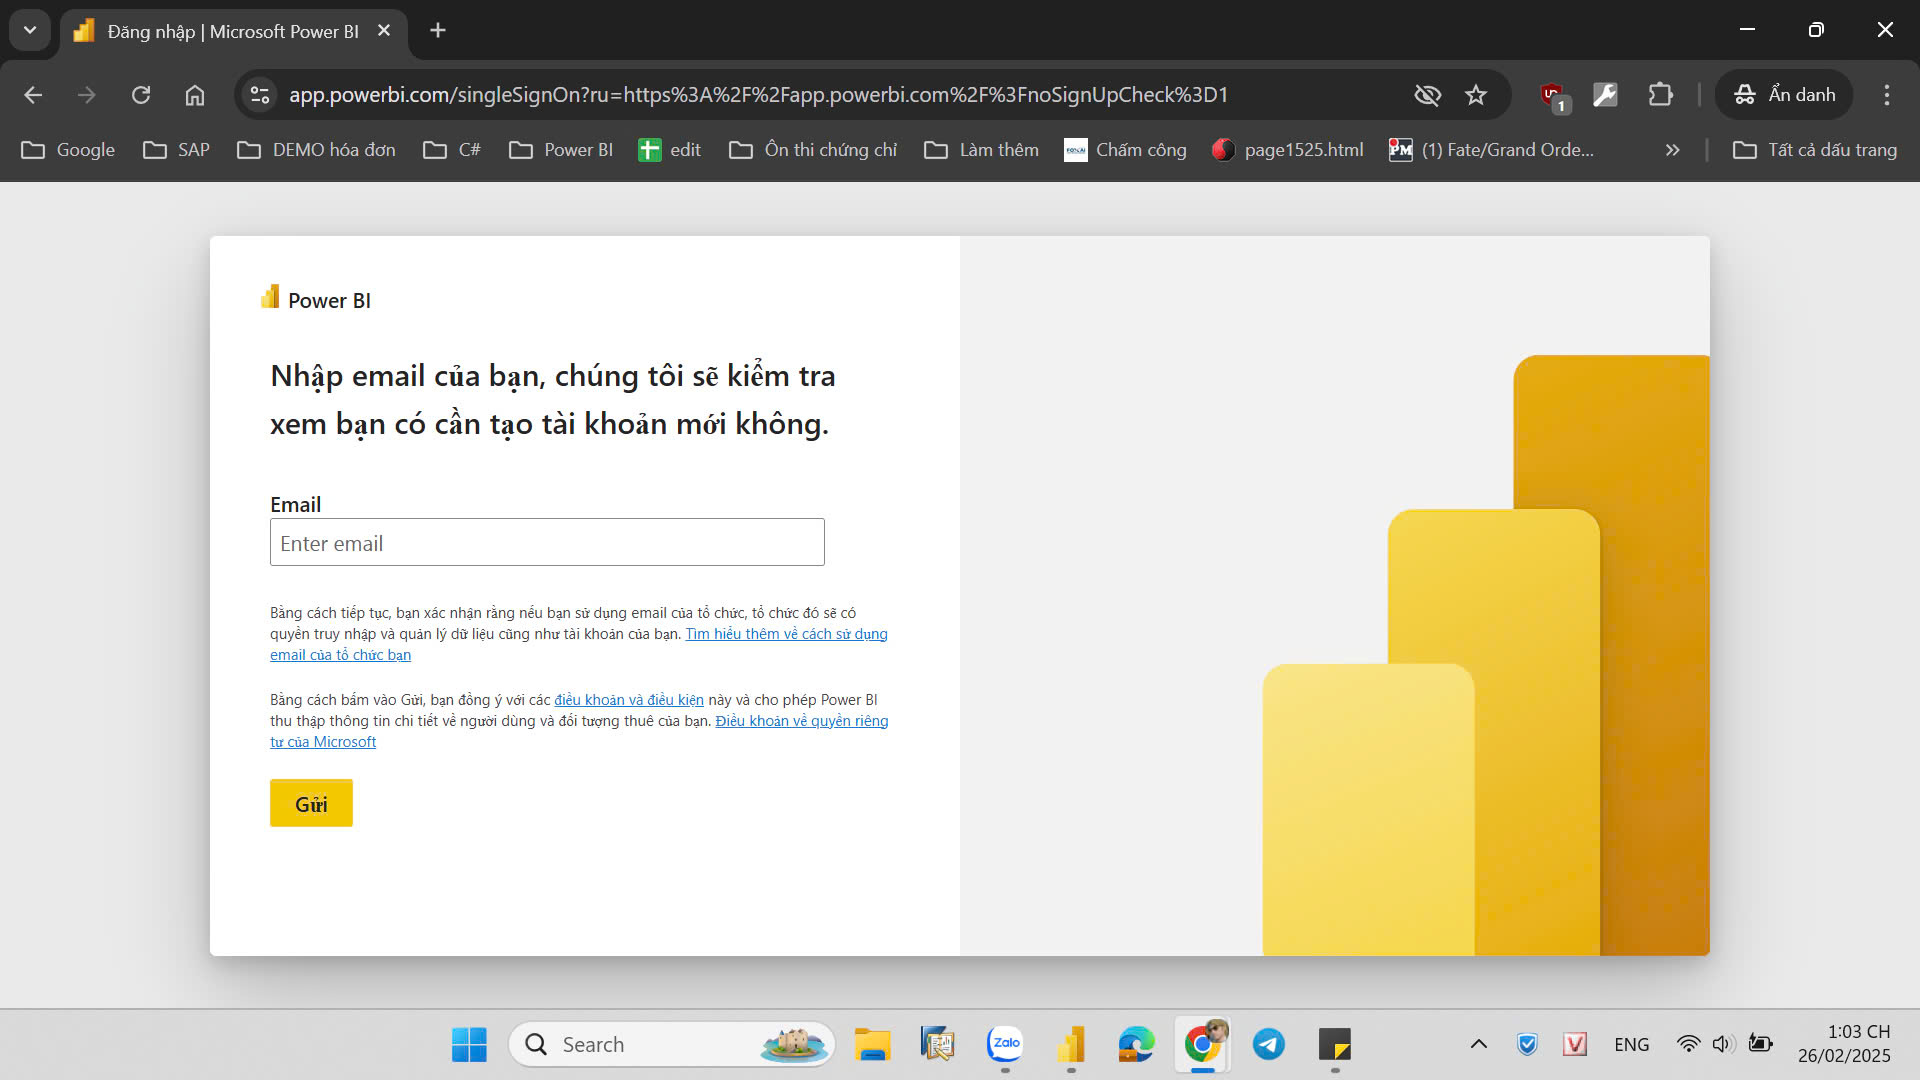 Đăng nhập | Microsoft Power BI
app.powerbi.com/singleSignOn?ru=https%3A%2F%2Fapp.powerbi.com%2F%3FnoSignUpCheck%3D1
1
Ẩn danh
Google
SAP
DEMO hóa đơn
C#
Power BI
edit
Ôn thi chứng chỉ
Làm thêm
Chấm công
page1525.html
PM
(1) Fate/Grand Orde...
Tất cả dấu trang
Power BI
Nhập email của bạn, chúng tôi sẽ kiểm tra
xem bạn có cần tạo tài khoản mới không.
Email
Enter email
Bằng cách tiếp tục, bạn xác nhận rằng nếu bạn sử dụng email của tổ chức, tổ chức đó sẽ có
quyền truy nhập và quản lý dữ liệu cũng như tài khoản của bạn. Tìm hiểu thêm về cách sử dụng
email của tổ chức bạn
Bằng cách bấm vào Gửi, bạn đồng ý với các điều khoản và điều kiện này và cho phép Power BI
thu thập thông tin chi tiết về người dùng và đối tượng thuê của bạn. Điều khoản về quyền riêng
tư của Microsoft
Gửi
Search
Zalo
V
ENG
1:03 CH
26/02/2025